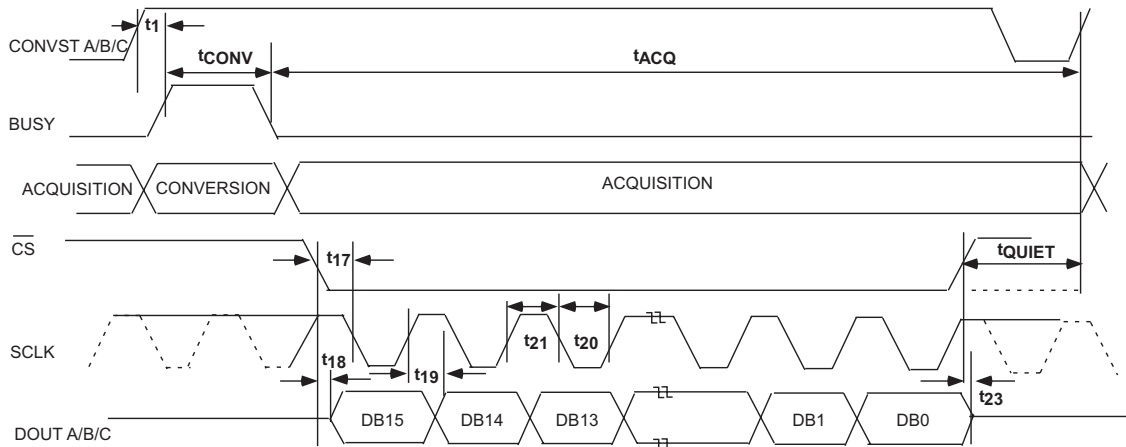 t1
CONVST A/B/C
tCONV
tACQ
BUSY
ACQUISITION
CONVERSION
ACQUISITION
CS
t17
tQUIET
SCLK
t18
t19
t21
t20
t23
DOUT A/B/C
DB15
DB14
DB13
DB1
DB0